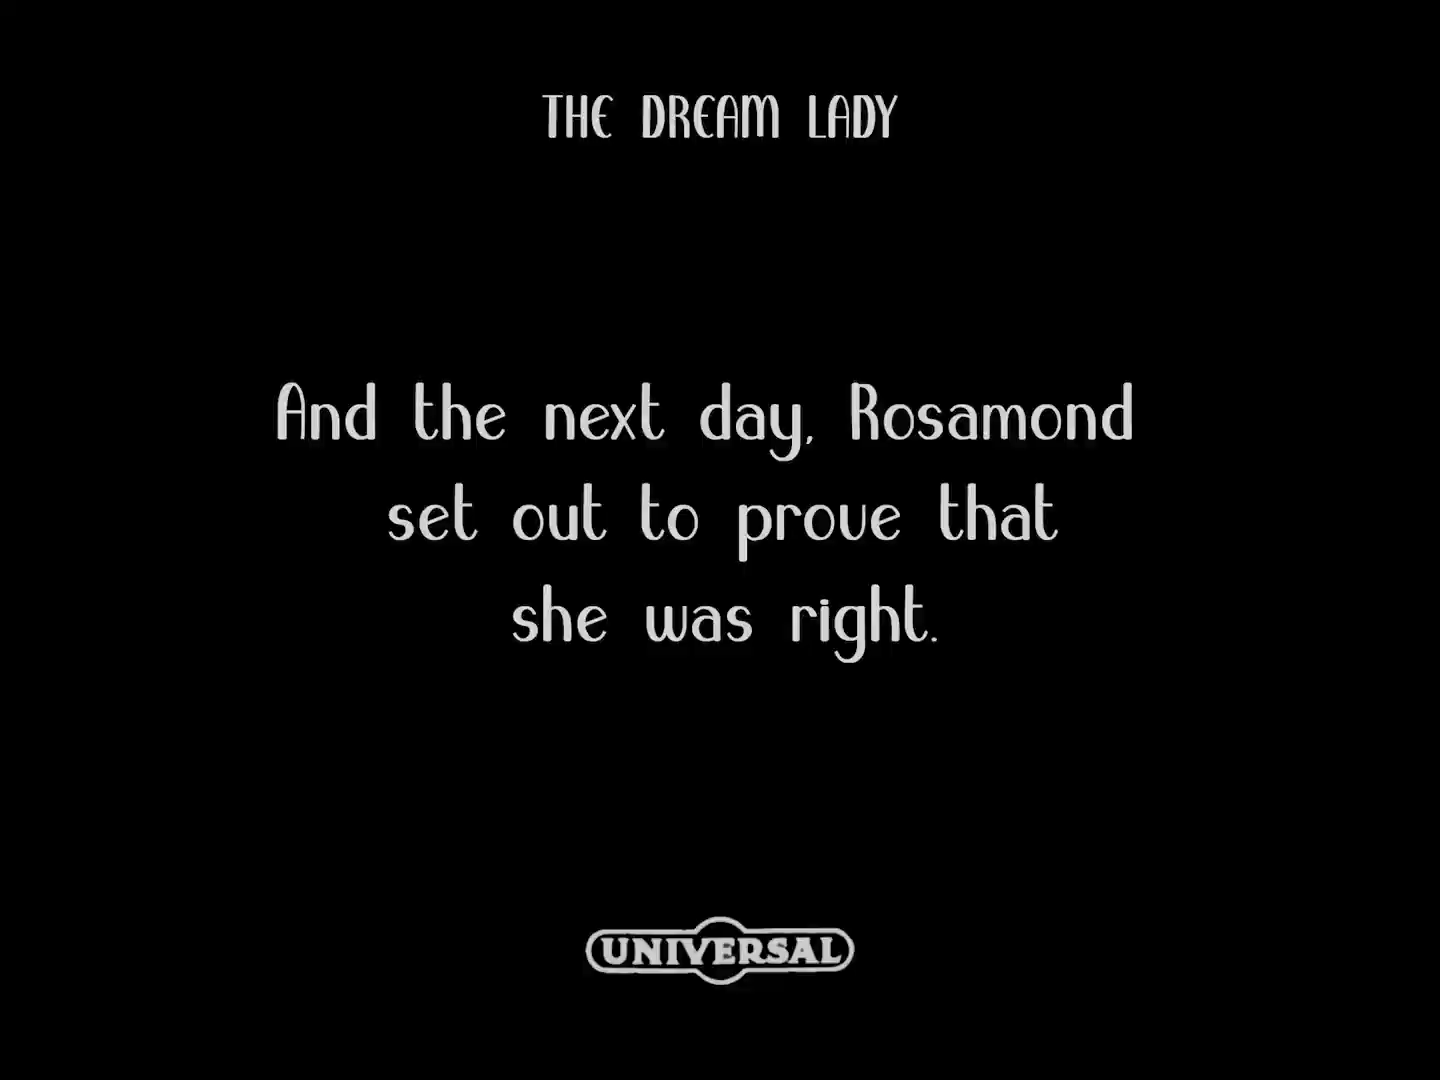 THE DREAM LADY
And the next day, Rosamond
set out to prove that
she was right.
UNIVERSAL